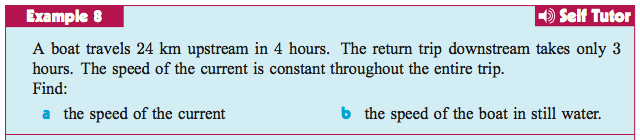 Example 8
Self Tutor
A boat travels 24 km upstream in 4 hours. The return trip downstream takes only 3
hours. The speed of the current is constant throughout the entire trip.
Find:
a the speed of the current
b the speed of the boat in still water.